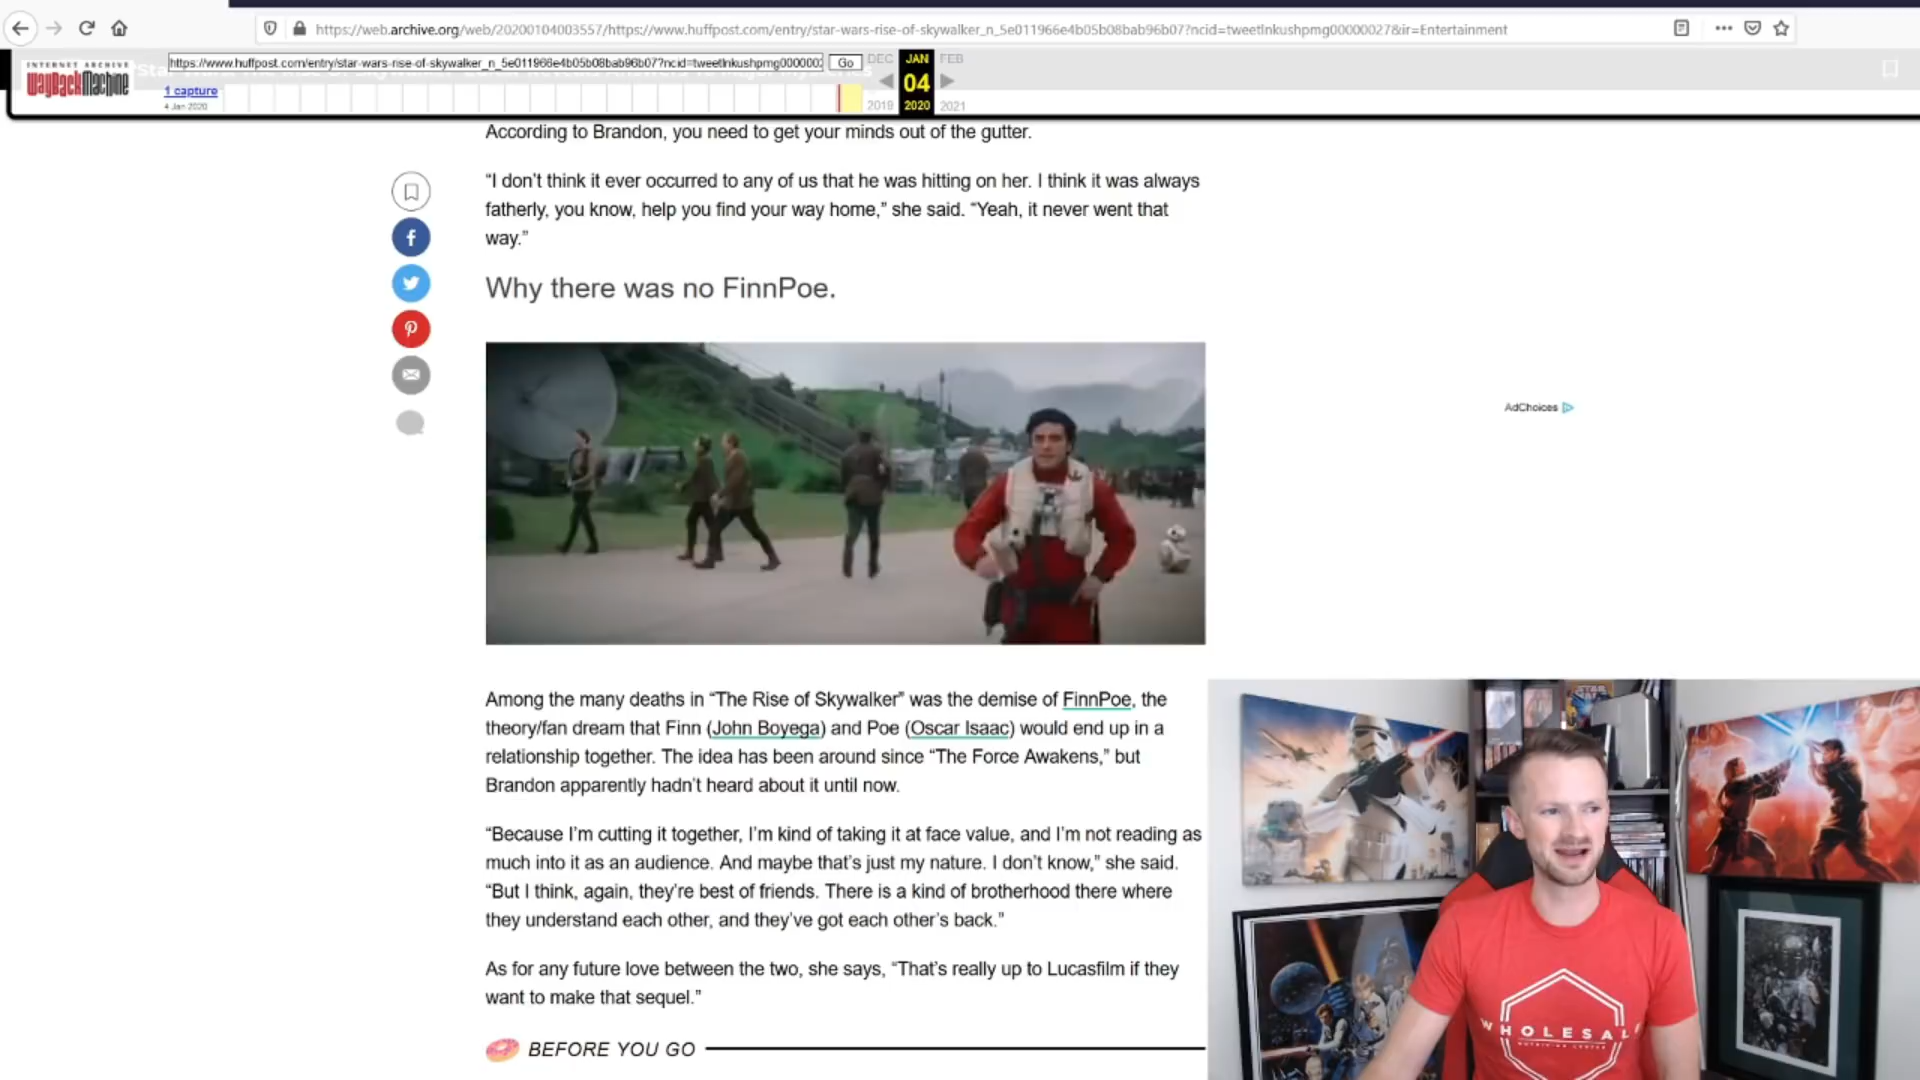 https://web.archive.org/web/20200104003557/https://www.huffpost.com/entry/star-wars-rise-of-skywalker_n_5e011966e4b05b08bab96b07?ncid=tweetlnkushpmg00000027&ir=Entertainment
INTERNET ARCHIVE
WayBackMachine
https://www.huffpost.com/entry/star-wars-rise-of-skywalker_n_5e011966e4b05b08bab96b07?ncid=tweetlnkushpmg0000002
Go
DEC
JAN
FEB
1 capture
4 Jan 2020
04
2019
2020
2021
According to Brandon, you need to get your minds out of the gutter.
“I don’t think it ever occurred to any of us that he was hitting on her. I think it was always
fatherly, you know, help you find your way home,” she said. “Yeah, it never went that
way.”
Why there was no FinnPoe.
AdChoices
Among the many deaths in “The Rise of Skywalker” was the demise of FinnPoe, the
theory/fan dream that Finn (John Boyega) and Poe (Oscar Isaac) would end up in a
relationship together. The idea has been around since “The Force Awakens,” but
Brandon apparently hadn’t heard about it until now.
“Because I’m cutting it together, I’m kind of taking it at face value, and I’m not reading as
much into it as an audience. And maybe that’s just my nature. I don’t know,” she said.
“But I think, again, they’re best of friends. There is a kind of brotherhood there where
they understand each other, and they’ve got each other’s back.”
As for any future love between the two, she says, “That’s really up to Lucasfilm if they
want to make that sequel.”
BEFORE YOU GO
WHOLESAL